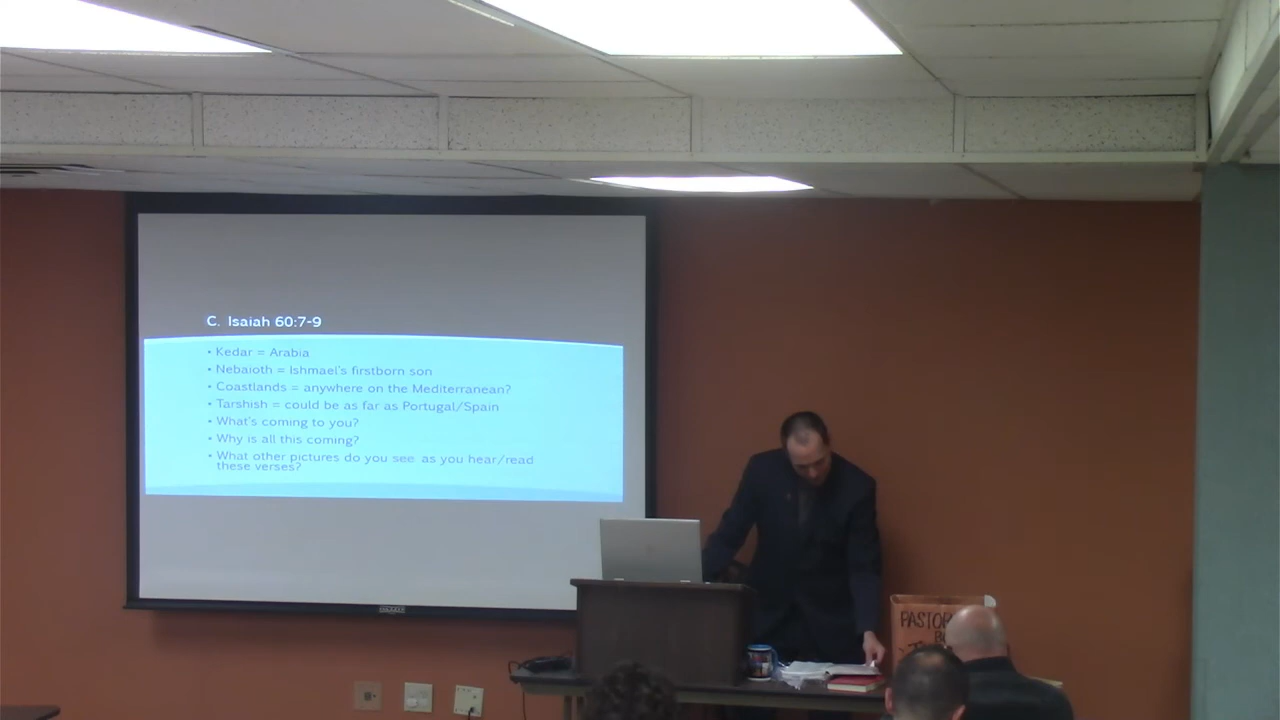 C. Isaiah 60:7-9
• Kedar = Arabia
• Nebaioth = Ishmael's firstborn son
• Coastlands = anywhere on the Mediterranean?
• Tarshish = could be as far as Portugal/Spain
• What's coming to you?
• Why is all this coming?
• What other pictures do you see as you hear/read
these verses?